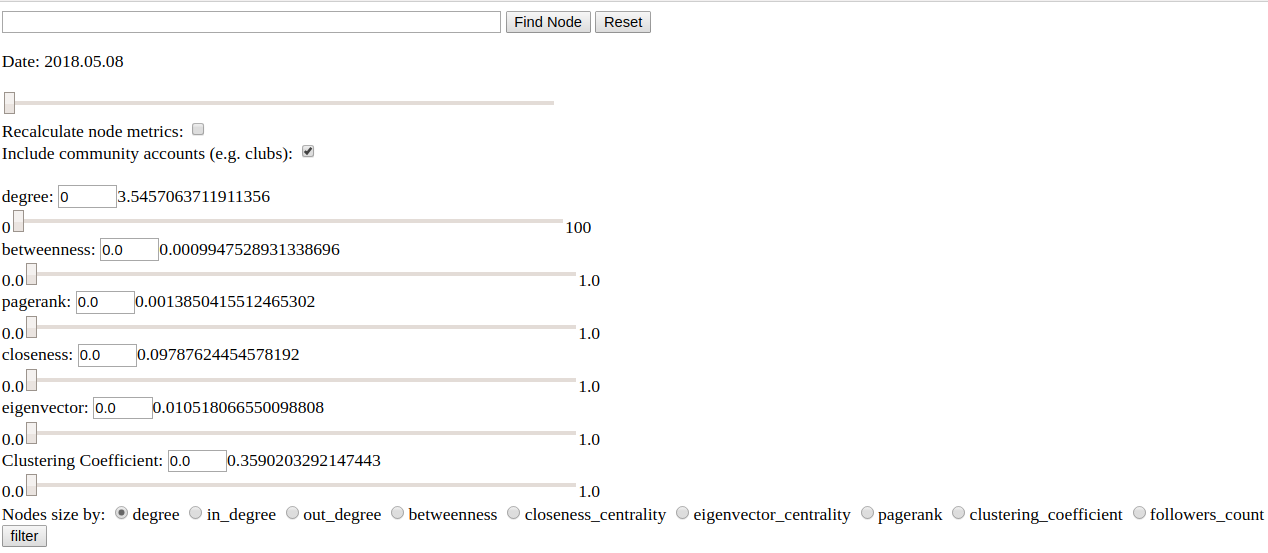 Find Node Reset
Date: 2018.05.08
Recalculate node metrics:
Include community accounts (e.g. clubs):
degree: 0 3.5457063711911356
0 100
betweenness: 0.0 0.0009947528931338696
0.0 1.0
pagerank: 0.0 0.0013850415512465302
0.0 1.0
closeness: 0.0 0.09787624454578192
0.0 1.0
eigenvector: 0.0 0.010518066550098808
0.0 1.0
Clustering Coefficient: 0.0 0.3590203292147443
0.0 1.0
Nodes size by: degree in_degree out_degree betweenness closeness_centrality eigenvector_centrality pagerank clustering_coefficient followers_count
filter